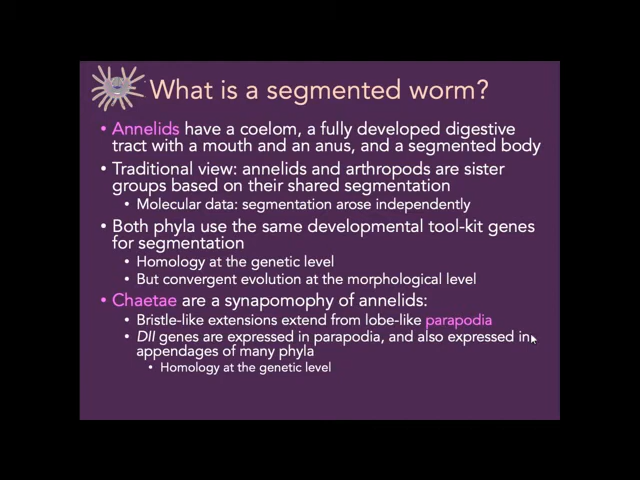 What is a segmented worm?
• Annelids have a coelom, a fully developed digestive
tract with a mouth and an anus, and a segmented body
• Traditional view: annelids and arthropods are sister
groups based on their shared segmentation
• Molecular data: segmentation arose independently
• Both phyla use the same developmental tool-kit genes
for segmentation
• Homology at the genetic level
• But convergent evolution at the morphological level
• Chaetae are a synapomophy of annelids:
• Bristle-like extensions extend from lobe-like parapodia
• Dll genes are expressed in parapodia, and also expressed in
appendages of many phyla
• Homology at the genetic level